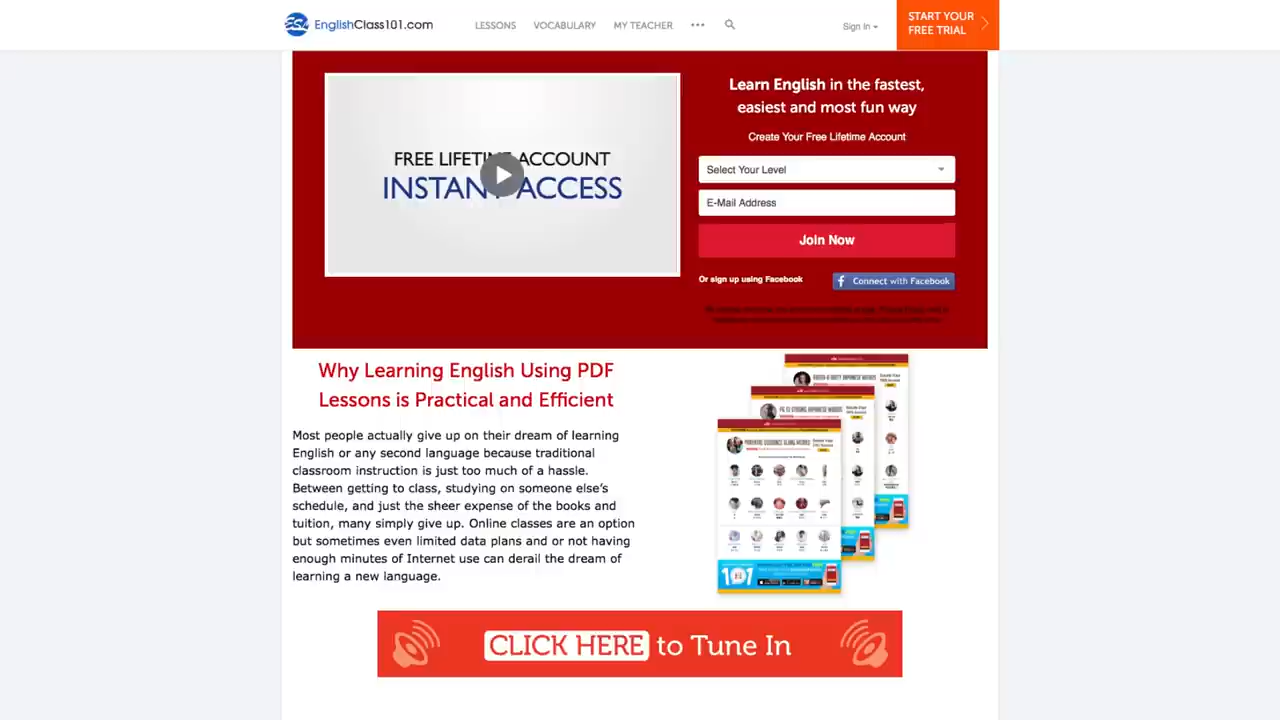 EnglishClass101.com
LESSONS VOCABULARY MY TEACHER •••
Sign In
START YOUR
FREE TRIAL
FREE LIFETIME ACCOUNT
INSTANT ACCESS
Learn English in the fastest,
easiest and most fun way
Create Your Free Lifetime Account
Select Your Level
E-Mail Address
Join Now
Or sign up using Facebook
f Connect with Facebook
Why Learning English Using PDF
Lessons is Practical and Efficient
Most people actually give up on their dream of learning
English or any second language because traditional
classroom instruction is just too much of a hassle.
Between getting to class, studying on someone else's
schedule, and just the sheer expense of the books and
tuition, many simply give up. Online classes are an option
but sometimes even limited data plans and or not having
enough minutes of Internet use can derail the dream of
learning a new language.
101
CLICK HERE to Tune In